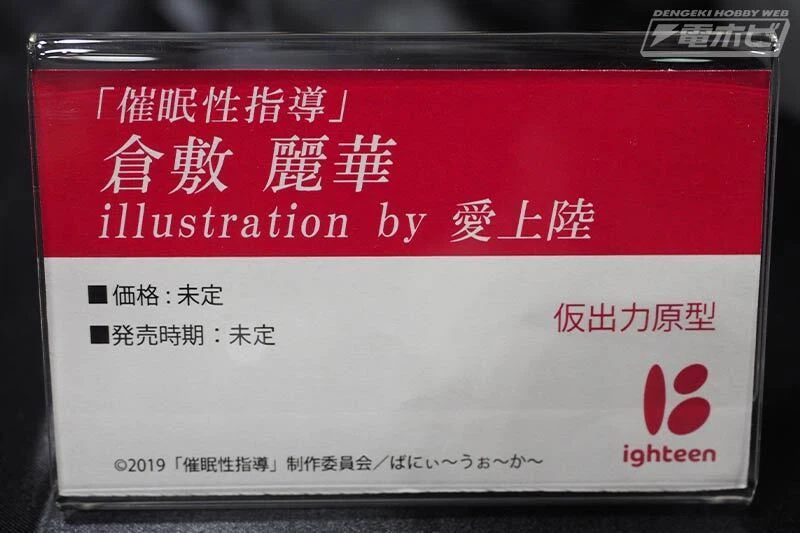 DENGEKI HOBBY WEB
電ホビ
「催眠性指導」
倉敷 麗華
illustration by 愛上陸
■価格：未定
■発売時期：未定
仮出力原型
ighteen
©2019「催眠性指導」制作委員会／ばにぃ〜うぉ〜か〜